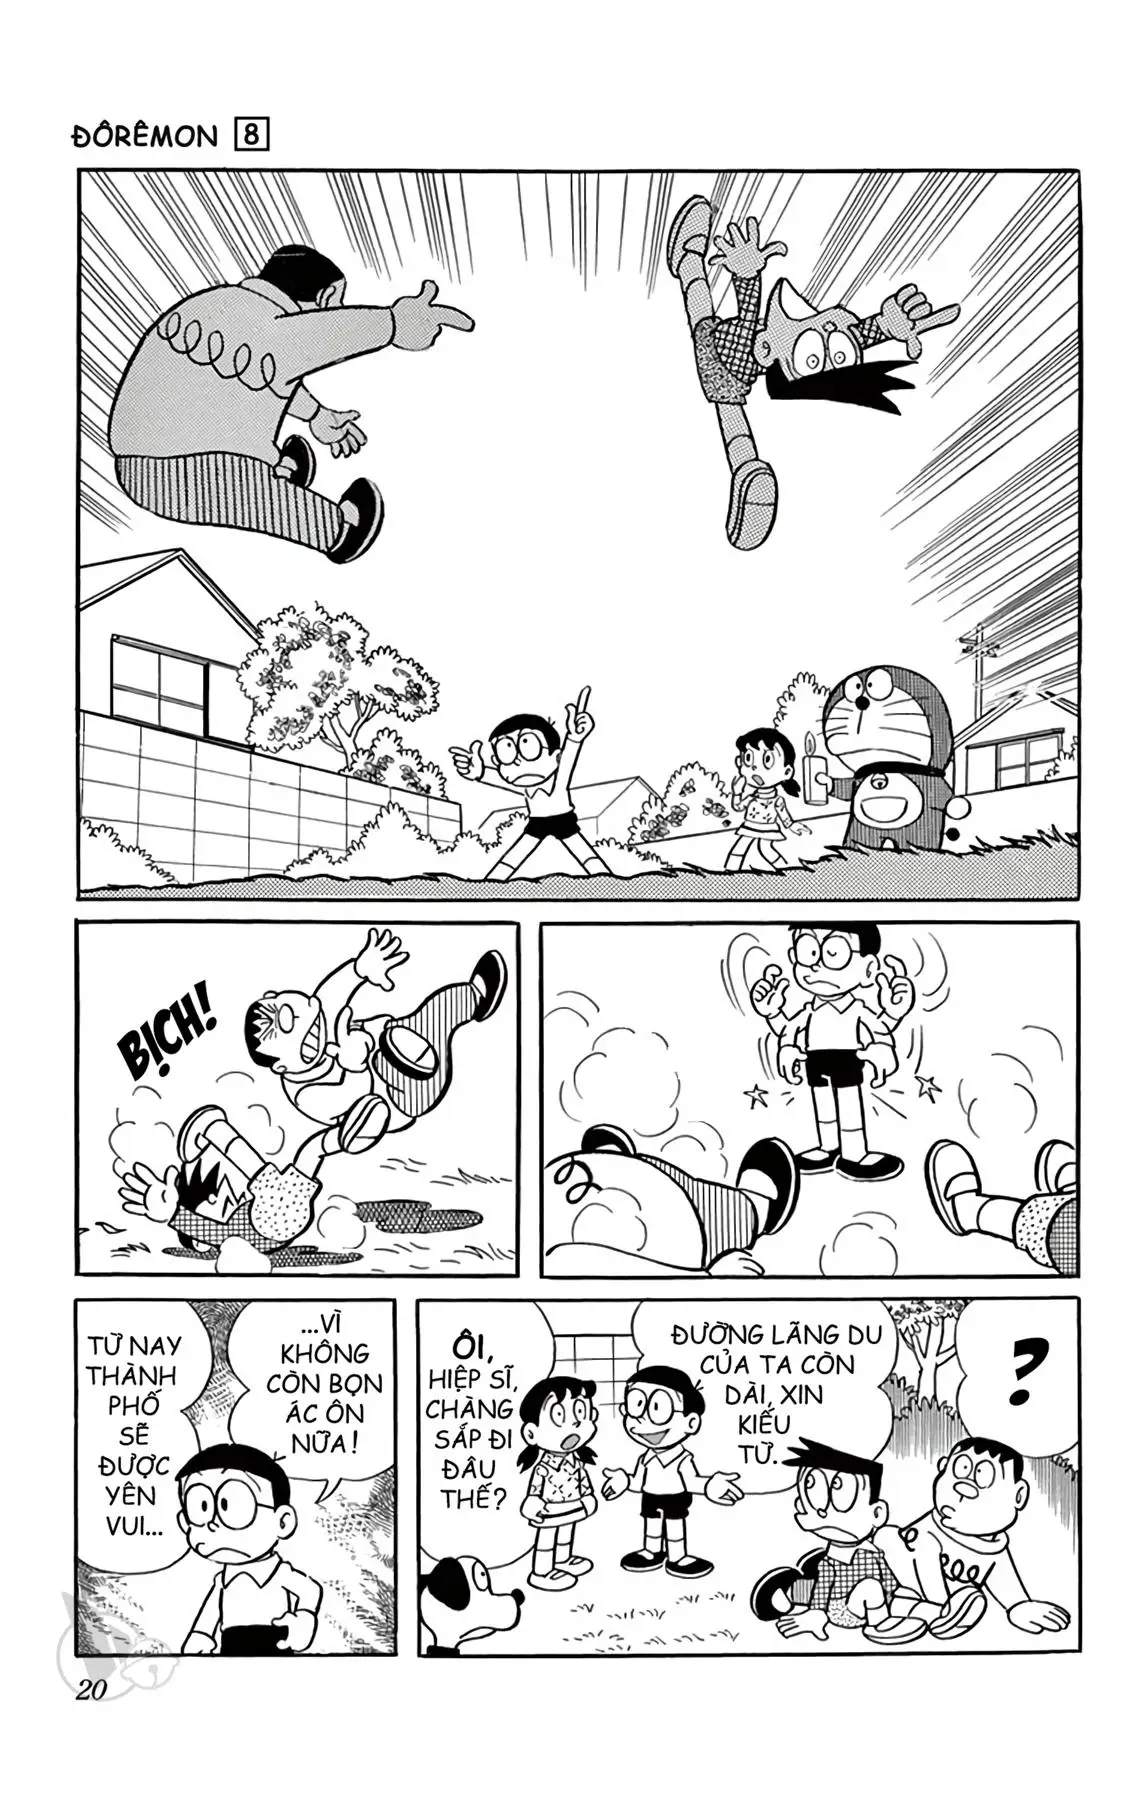 ĐÔRÊMON 8
BỊCH!
TỪ NAY
THÀNH
PHỐ
SẼ
ĐƯỢC
YÊN
VUI...
...VÌ
KHÔNG
CÒN BỌN
ÁC ÔN
NỮA!
ÔI,
HIỆP SĨ,
CHÀNG
SẮP ĐI
ĐÂU
THẾ?
ĐƯỜNG LÃNG DU
CỦA TA CÒN
DÀI, XIN
KIẾU
TỪ.
?
20